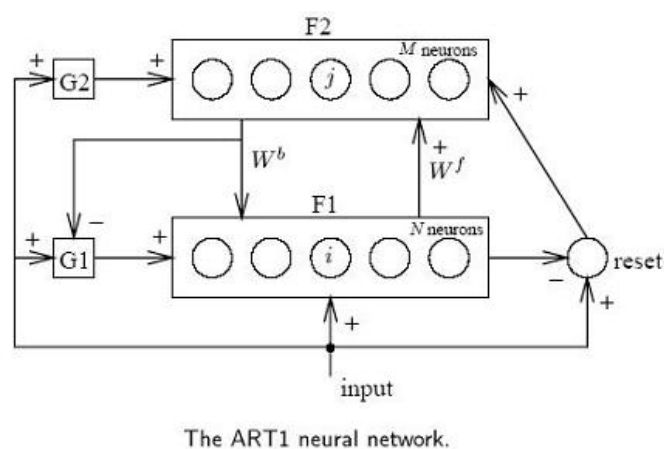 F2
M neurons
+ G2 + j +
+
W^b W^f
−
F1
N neurons
+ G1 + i − reset
+ +
input
The ART1 neural network.